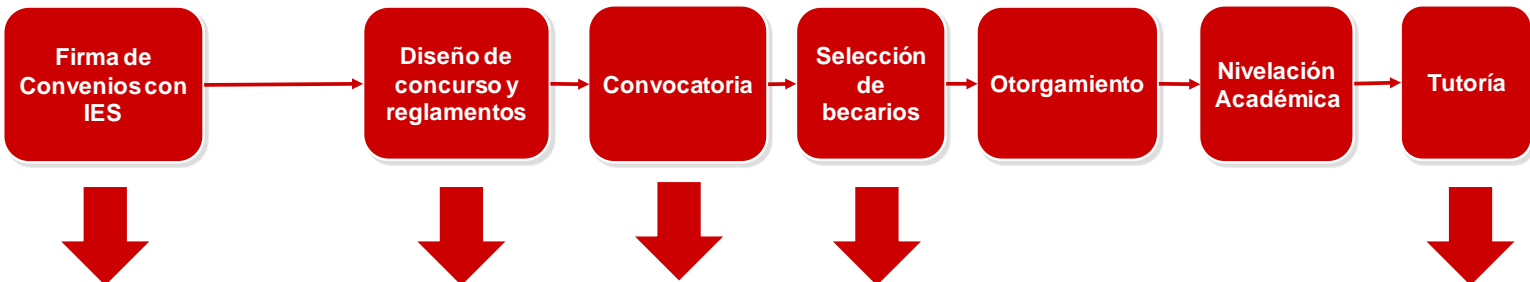 Firma de
Convenios con
IES
Diseño de
concurso y
reglamentos
Convocatoria
Selección
de
becarios
Otorgamiento
Nivelación
Académica
Tutoría